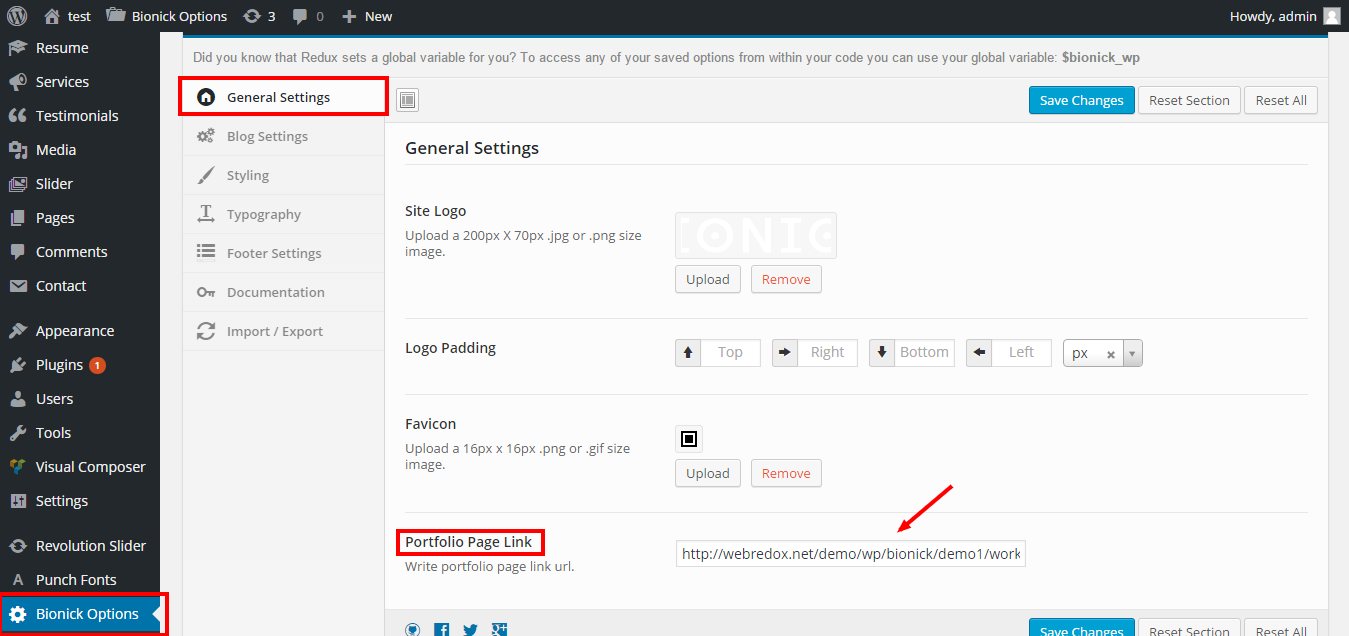 test Bionick Options 3 0 New Howdy, admin
Resume
Services
Testimonials
Media
Slider
Pages
Comments
Contact
Appearance
Plugins 1
Users
Tools
Visual Composer
Settings
Revolution Slider
Punch Fonts
Bionick Options
Did you know that Redux sets a global variable for you? To access any of your saved options from within your code you can use your global variable: $bionick_wp
General Settings
Blog Settings
Styling
Typography
Footer Settings
Documentation
Import / Export
Save Changes Reset Section Reset All
General Settings
Site Logo
Upload a 200px X 70px .jpg or .png size
image.
IONIC
Upload Remove
Logo Padding
Top Right Bottom Left px
Favicon
Upload a 16px x 16px .png or .gif size
image.
Upload Remove
Portfolio Page Link
Write portfolio page link url.
http://webredox.net/demo/wp/bionick/demo1/work
Save Changes Reset Section Reset All